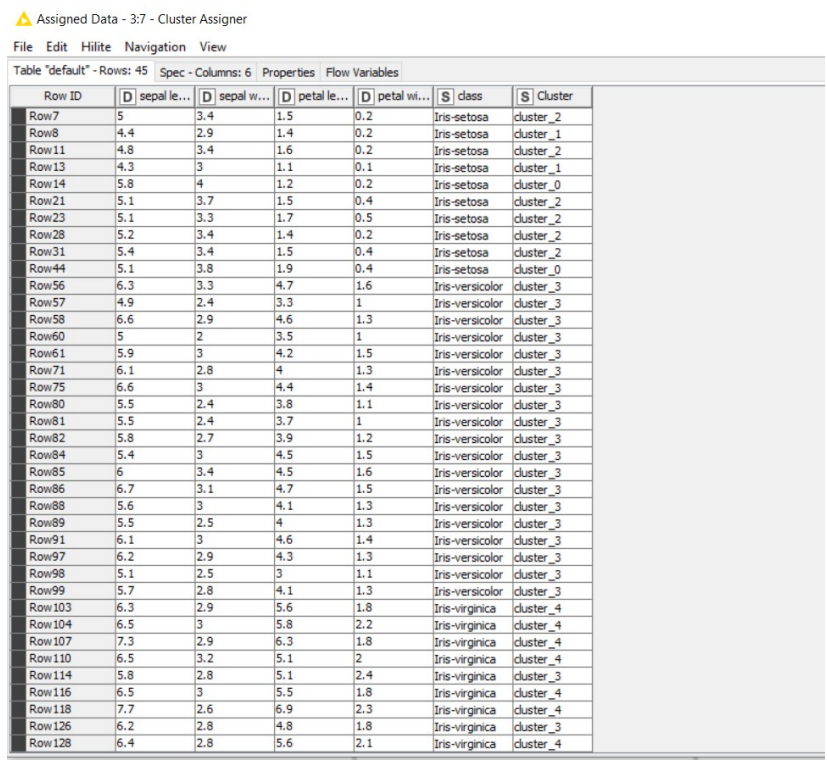 Assigned Data - 3:7 - Cluster Assigner
File Edit Hilite Navigation View
Table "default" - Rows: 45 Spec - Columns: 6 Properties Flow Variables
Row ID D sepal le... D sepal w... D petal le... D petal wi... S class S Cluster
Row7 5 3.4 1.5 0.2 Iris-setosa cluster_2
Row8 4.4 2.9 1.4 0.2 Iris-setosa cluster_1
Row11 4.8 3.4 1.6 0.2 Iris-setosa cluster_2
Row13 4.3 3 1.1 0.1 Iris-setosa cluster_1
Row14 5.8 4 1.2 0.2 Iris-setosa cluster_0
Row21 5.1 3.7 1.5 0.4 Iris-setosa cluster_2
Row23 5.1 3.3 1.7 0.5 Iris-setosa cluster_2
Row28 5.2 3.4 1.4 0.2 Iris-setosa cluster_2
Row31 5.4 3.4 1.5 0.4 Iris-setosa cluster_2
Row44 5.1 3.8 1.9 0.4 Iris-setosa cluster_0
Row56 6.3 3.3 4.7 1.6 Iris-versicolor cluster_3
Row57 4.9 2.4 3.3 1 Iris-versicolor cluster_3
Row58 6.6 2.9 4.6 1.3 Iris-versicolor cluster_3
Row60 5 2 3.5 1 Iris-versicolor cluster_3
Row61 5.9 3 4.2 1.5 Iris-versicolor cluster_3
Row71 6.1 2.8 4 1.3 Iris-versicolor cluster_3
Row75 6.6 3 4.4 1.4 Iris-versicolor cluster_3
Row80 5.5 2.4 3.8 1.1 Iris-versicolor cluster_3
Row81 5.5 2.4 3.7 1 Iris-versicolor cluster_3
Row82 5.8 2.7 3.9 1.2 Iris-versicolor cluster_3
Row84 5.4 3 4.5 1.5 Iris-versicolor cluster_3
Row85 6 3.4 4.5 1.6 Iris-versicolor cluster_3
Row86 6.7 3.1 4.7 1.5 Iris-versicolor cluster_3
Row88 5.6 3 4.1 1.3 Iris-versicolor cluster_3
Row89 5.5 2.5 4 1.3 Iris-versicolor cluster_3
Row91 6.1 3 4.6 1.4 Iris-versicolor cluster_3
Row97 6.2 2.9 4.3 1.3 Iris-versicolor cluster_3
Row98 5.1 2.5 3 1.1 Iris-versicolor cluster_3
Row99 5.7 2.8 4.1 1.3 Iris-versicolor cluster_3
Row103 6.3 2.9 5.6 1.8 Iris-virginica cluster_4
Row104 6.5 3 5.8 2.2 Iris-virginica cluster_4
Row107 7.3 2.9 6.3 1.8 Iris-virginica cluster_4
Row110 6.5 3.2 5.1 2 Iris-virginica cluster_4
Row114 5.8 2.8 5.1 2.4 Iris-virginica cluster_3
Row116 6.5 3 5.5 1.8 Iris-virginica cluster_4
Row118 7.7 2.6 6.9 2.3 Iris-virginica cluster_4
Row126 6.2 2.8 4.8 1.8 Iris-virginica cluster_3
Row128 6.4 2.8 5.6 2.1 Iris-virginica cluster_4